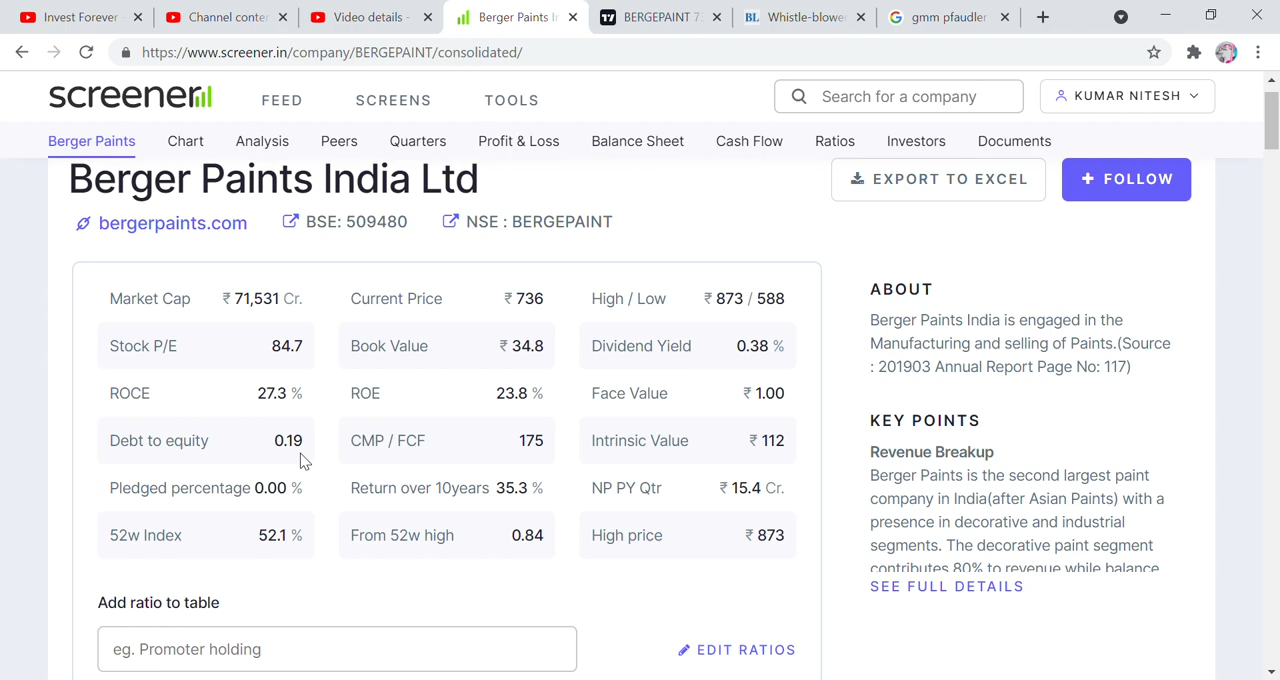 Invest Forever
Channel conter
Video details -
Berger Paints I
BERGEPAINT 7
BL Whistle-blowe
gmm pfaudler
https://www.screener.in/company/BERGEPAINT/consolidated/
screener
FEED
SCREENS
TOOLS
Search for a company
KUMAR NITESH
Berger Paints
Chart
Analysis
Peers
Quarters
Profit & Loss
Balance Sheet
Cash Flow
Ratios
Investors
Documents
Berger Paints India Ltd
EXPORT TO EXCEL
+ FOLLOW
bergerpaints.com
BSE: 509480
NSE : BERGEPAINT
Market Cap ₹ 71,531 Cr.
Current Price ₹ 736
High / Low ₹ 873 / 588
Stock P/E 84.7
Book Value ₹ 34.8
Dividend Yield 0.38 %
ROCE 27.3 %
ROE 23.8 %
Face Value ₹ 1.00
Debt to equity 0.19
CMP / FCF 175
Intrinsic Value ₹ 112
Pledged percentage 0.00 %
Return over 10years 35.3 %
NP PY Qtr ₹ 15.4 Cr.
52w Index 52.1 %
From 52w high 0.84
High price ₹ 873
Add ratio to table
eg. Promoter holding
EDIT RATIOS
ABOUT
Berger Paints India is engaged in the
Manufacturing and selling of Paints.(Source
: 201903 Annual Report Page No: 117)
KEY POINTS
Revenue Breakup
Berger Paints is the second largest paint
company in India(after Asian Paints) with a
presence in decorative and industrial
segments. The decorative paint segment
contributes 80% to revenue while balance
SEE FULL DETAILS